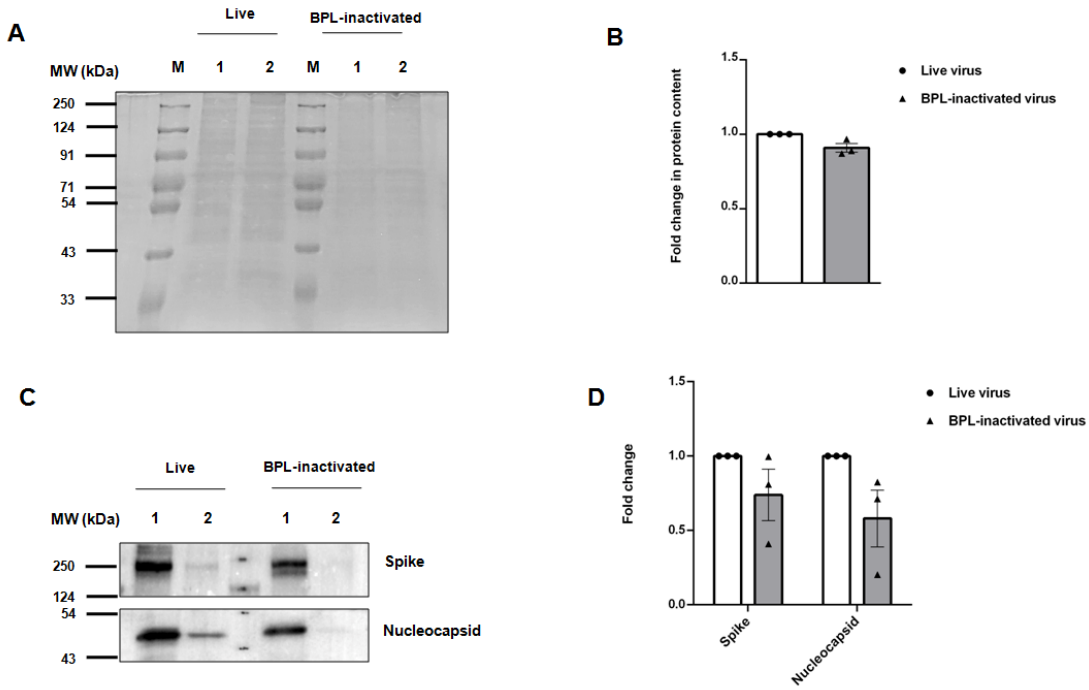 A
Live
BPL-inactivated
MW (kDa)
M
1
2
M
1
2
250
124
91
71
54
43
33
B
Fold change in protein content
1.5
1.0
0.5
0.0
Live virus
BPL-inactivated virus
C
Live
BPL-inactivated
MW (kDa)
1
2
1
2
250
124
54
43
Spike
Nucleocapsid
D
Fold change
1.5
1.0
0.5
0.0
Spike
Nucleocapsid
Live virus
BPL-inactivated virus